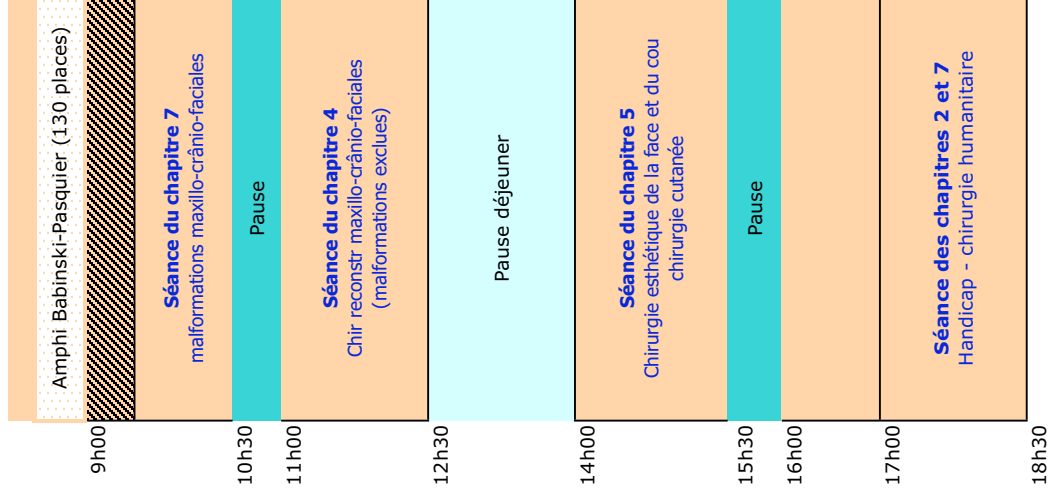 Amphi Babinski-Pasquier (130 places)
9h00
Séance du chapitre 7
malformations maxillo-crânio-faciales
10h30
Pause
11h00
Séance du chapitre 4
Chir reconstr maxillo-crânio-faciales
(malformations exclues)
12h30
Pause déjeuner
14h00
Séance du chapitre 5
Chirurgie esthétique de la face et du cou
chirurgie cutanée
15h30
Pause
16h00
17h00
Séance des chapitres 2 et 7
Handicap - chirurgie humanitaire
18h30